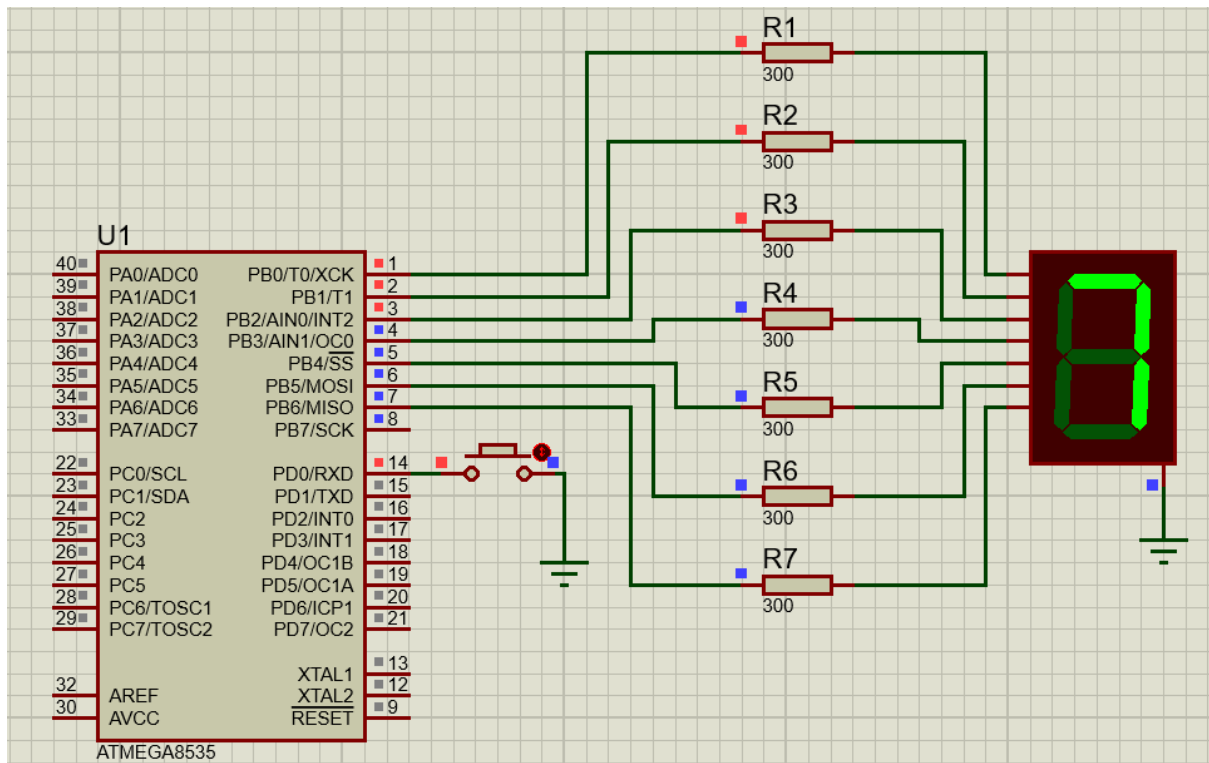 R1
300
R2
300
R3
300
R4
300
R5
300
R6
300
R7
300
U1
40 PA0/ADC0 PB0/T0/XCK 1
39 PA1/ADC1 PB1/T1 2
38 PA2/ADC2 PB2/AIN0/INT2 3
37 PA3/ADC3 PB3/AIN1/OC0 4
36 PA4/ADC4 PB4/SS 5
35 PA5/ADC5 PB5/MOSI 6
34 PA6/ADC6 PB6/MISO 7
33 PA7/ADC7 PB7/SCK 8
22 PC0/SCL PD0/RXD 14
23 PC1/SDA PD1/TXD 15
24 PC2 PD2/INT0 16
25 PC3 PD3/INT1 17
26 PC4 PD4/OC1B 18
27 PC5 PD5/OC1A 19
28 PC6/TOSC1 PD6/ICP1 20
29 PC7/TOSC2 PD7/OC2 21
XTAL1 13
32 AREF XTAL2 12
30 AVCC RESET 9
ATMEGA8535
7